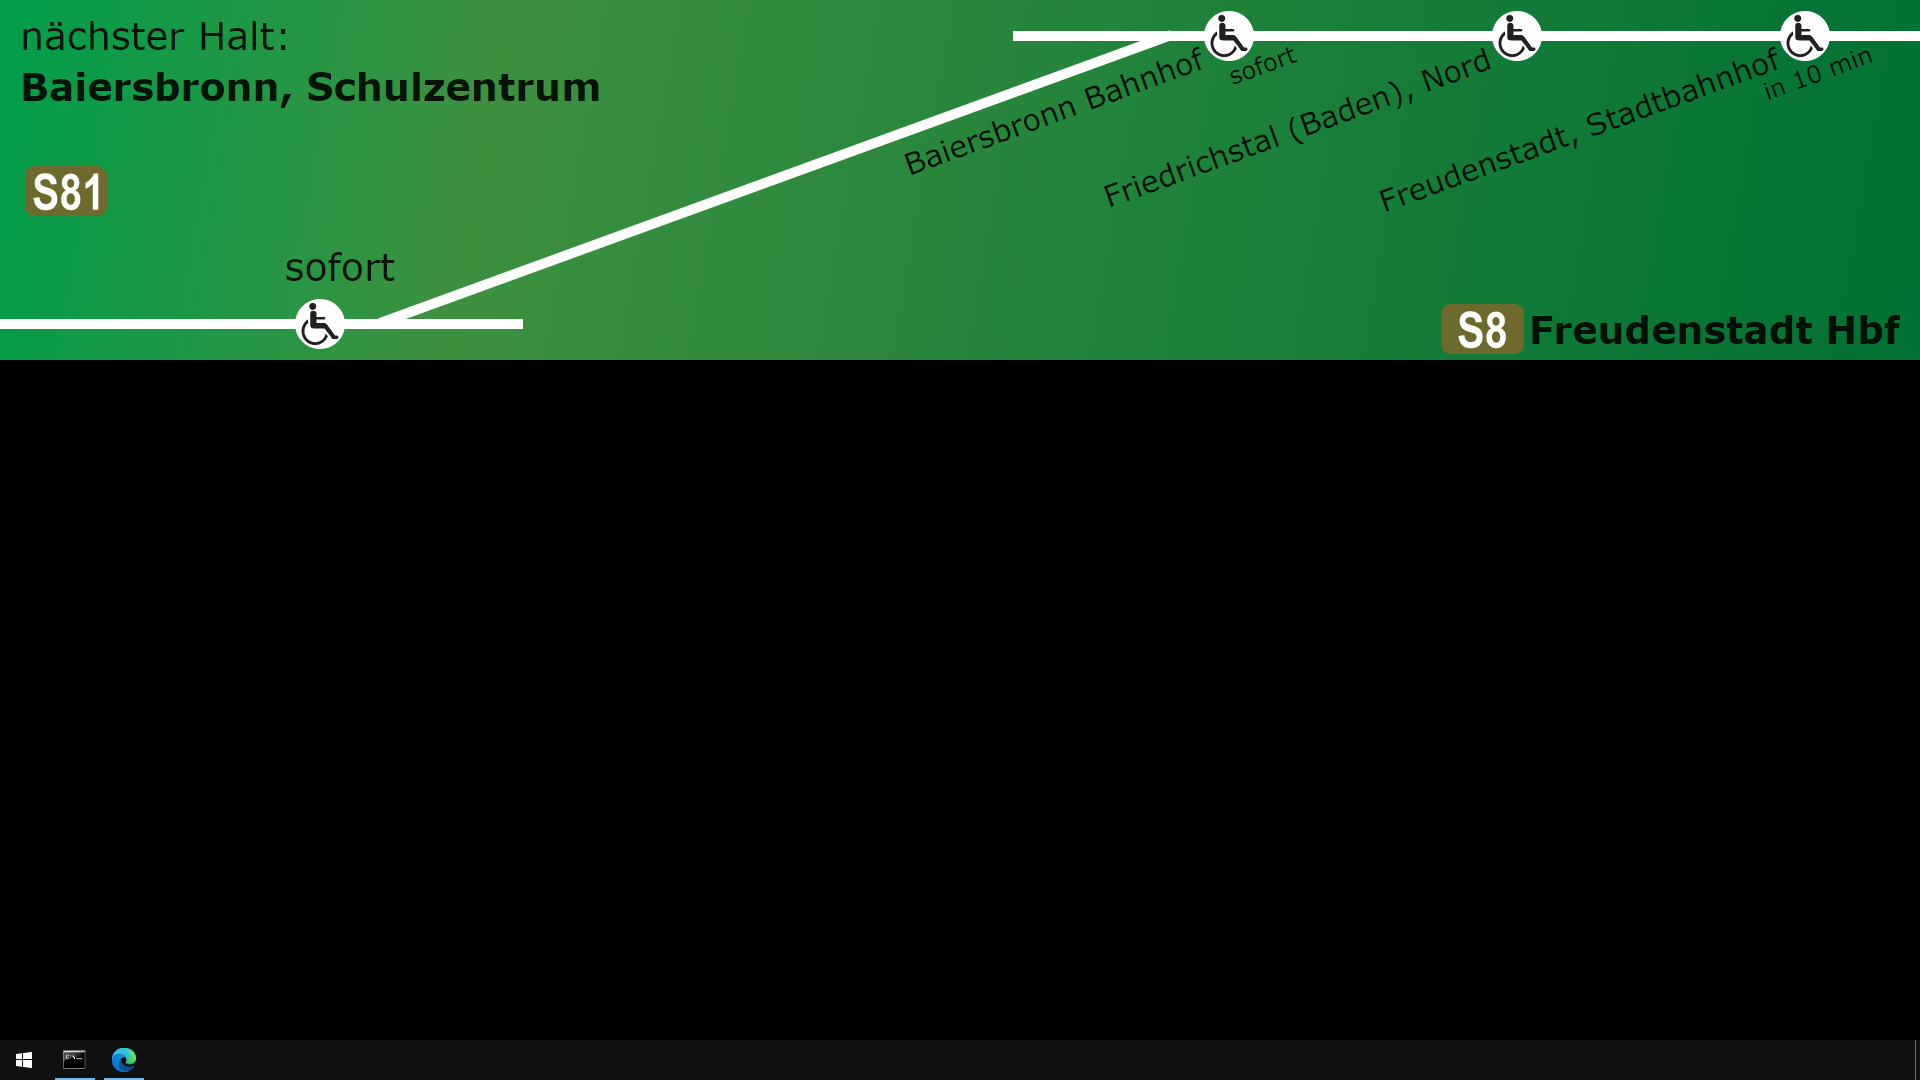 nächster Halt:
Baiersbronn, Schulzentrum
S81
sofort
Baiersbronn Bahnhof
sofort
Friedrichstal (Baden), Nord
Freudenstadt, Stadtbahnhof
in 10 min
S8 Freudenstadt Hbf